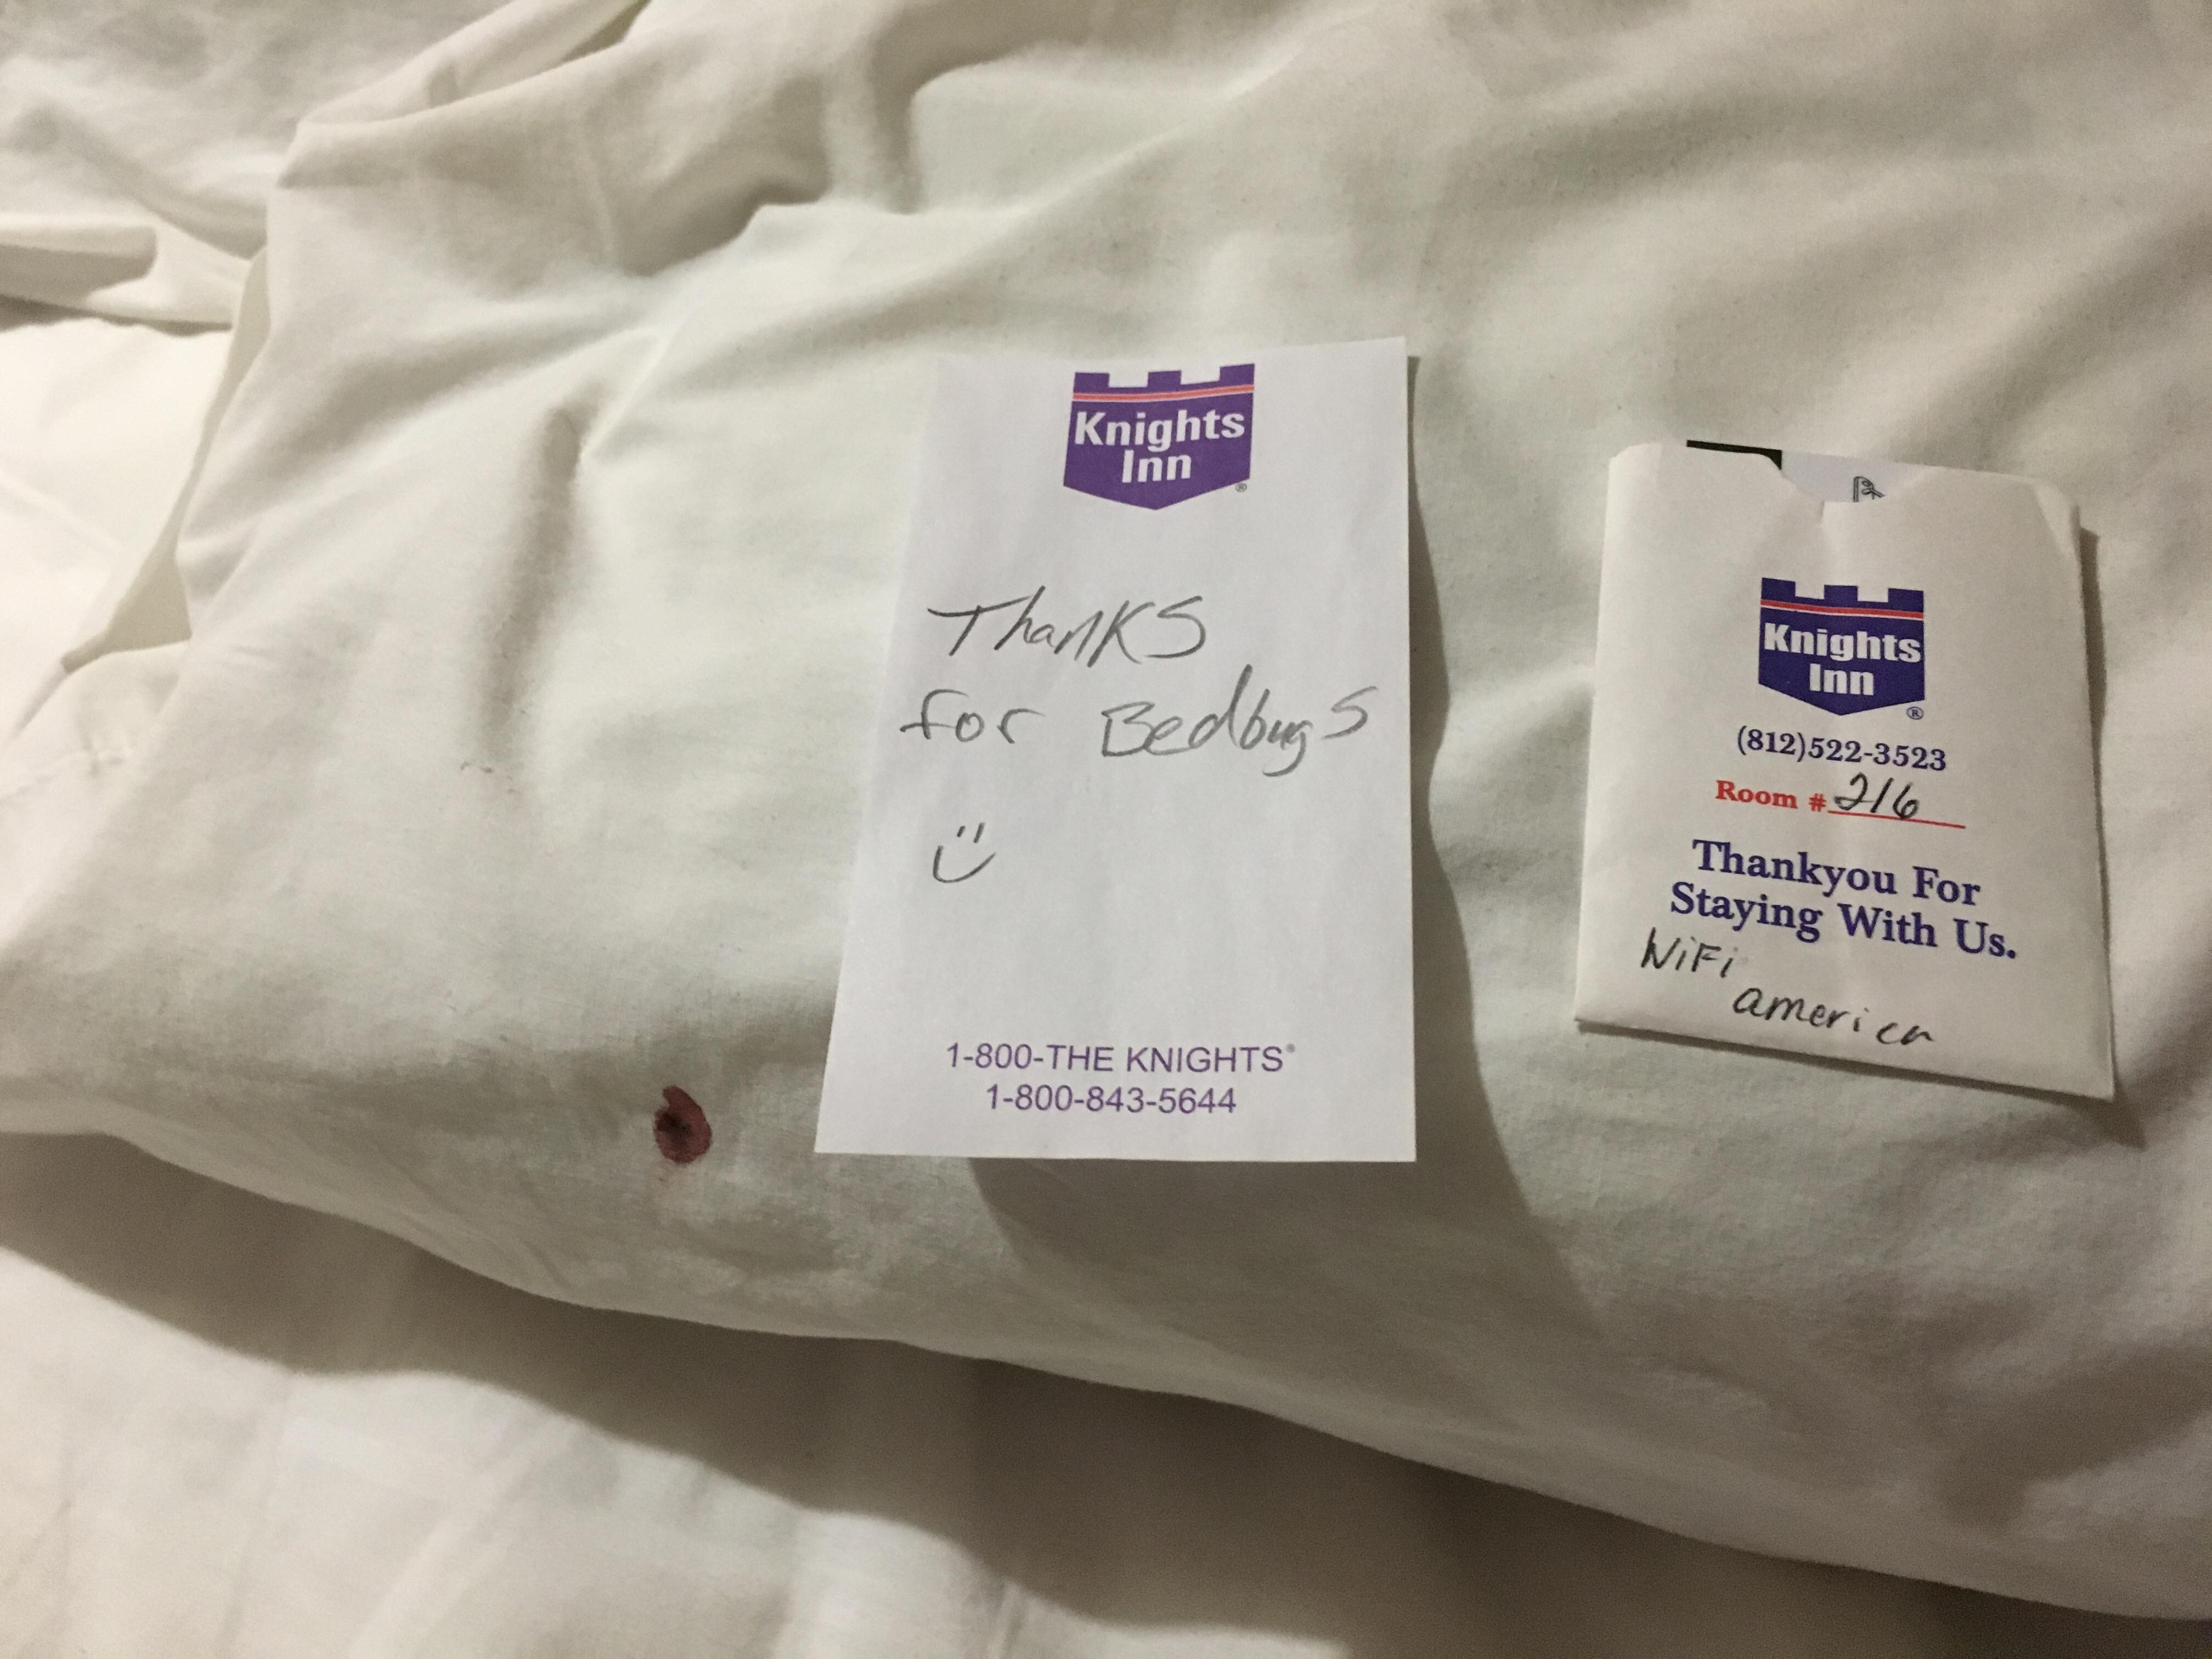 Knights
Inn
®
Thanks
for Bedbugs
1-800-THE KNIGHTS®
1-800-843-5644
Knights
Inn
®
(812)522-3523
Room # 216
Thankyou For
Staying With Us.
WiFi
america